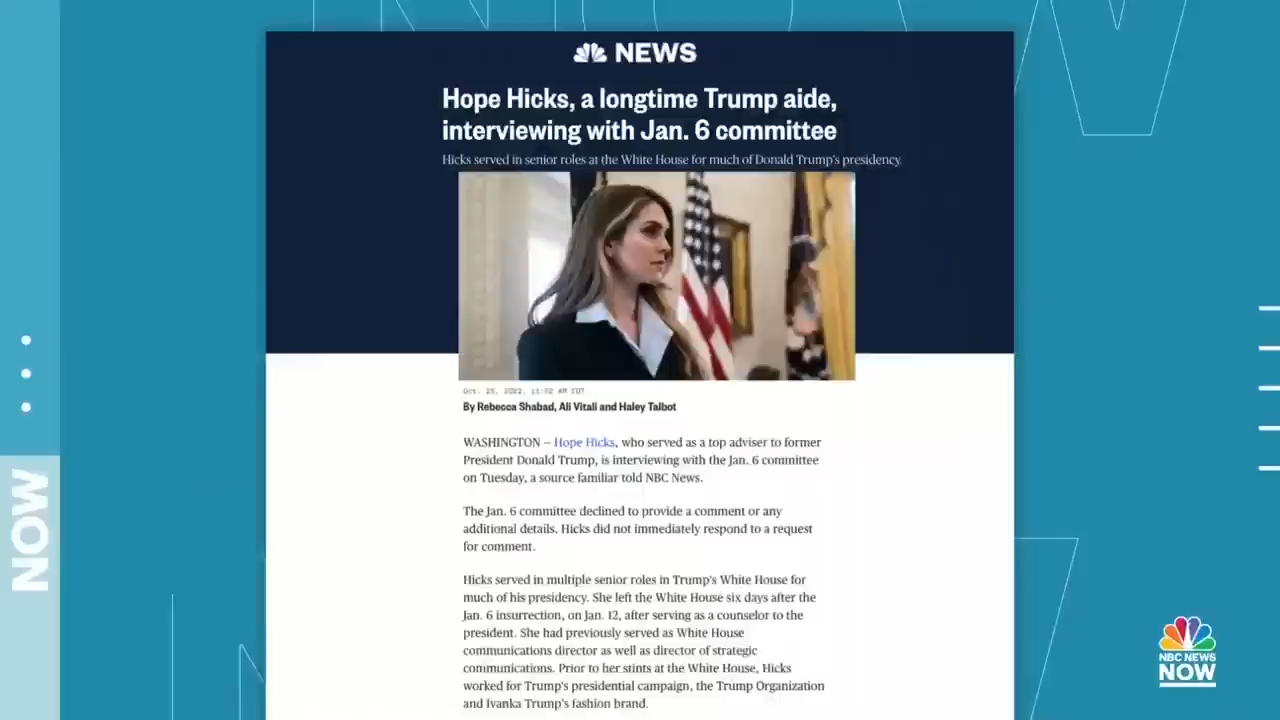 NEWS
Hope Hicks, a longtime Trump aide,
interviewing with Jan. 6 committee
Hicks served in senior roles at the White House for much of Donald Trump's presidency.
Oct. 25, 2022, 11:02 AM EDT
By Rebecca Shabad, Ali Vitali and Haley Talbot
WASHINGTON — Hope Hicks, who served as a top adviser to former
President Donald Trump, is interviewing with the Jan. 6 committee
on Tuesday, a source familiar told NBC News.
The Jan. 6 committee declined to provide a comment or any
additional details. Hicks did not immediately respond to a request
for comment.
Hicks served in multiple senior roles in Trump's White House for
much of his presidency. She left the White House six days after the
Jan. 6 insurrection, on Jan. 12, after serving as a counselor to the
president. She had previously served as White House
communications director as well as director of strategic
communications. Prior to her stints at the White House, Hicks
worked for Trump's presidential campaign, the Trump Organization
and Ivanka Trump's fashion brand.
NOW
NBC NEWS
NOW